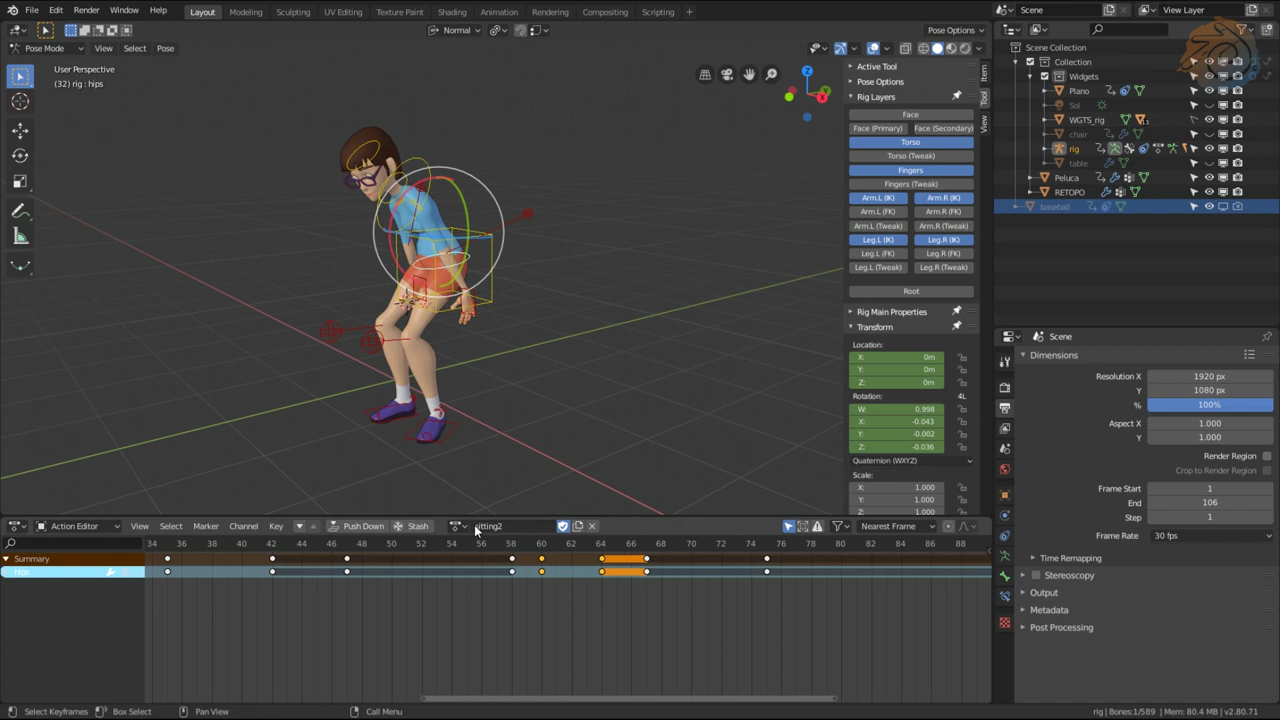 File Edit Render Window Help Layout Modeling Sculpting UV Editing Texture Paint Shading Animation Rendering Compositing Scripting + Scene View Layer
Normal Pose Options
Pose Mode View Select Pose
User Perspective
(32) rig : hips
Z
X
Active Tool
Pose Options
Rig Layers
Face
Face (Primary) Face (Secondary)
Torso
Torso (Tweak)
Fingers
Fingers (Tweak)
Arm.L (IK) Arm.R (IK)
Arm.L (FK) Arm.R (FK)
Arm.L (Tweak) Arm.R (Tweak)
Leg.L (IK) Leg.R (IK)
Leg.L (FK) Leg.R (FK)
Leg.L (Tweak) Leg.R (Tweak)
Root
Rig Main Properties
Transform
Location:
X: 0m
Y: 0m
Z: 0m
Rotation: 4L
W: 0.998
X: -0.043
Y: -0.002
Z: -0.036
Quaternion (WXYZ)
Scale:
X: 1.000
Y: 1.000
Z: 1.000
Item
Tool
View
Scene Collection
Collection
Widgets
Plano
Sol
WGTS_rig
chair
rig
table
Peluca
RETOPO
baseball
Scene
Dimensions
Resolution X 1920 px
Y 1080 px
% 100%
Aspect X 1.000
Y 1.000
Render Region
Crop to Render Region
Frame Start 1
End 106
Step 1
Frame Rate 30 fps
Time Remapping
Stereoscopy
Output
Metadata
Post Processing
Action Editor View Select Marker Channel Key Push Down Stash sitting2 Nearest Frame
34 36 38 40 42 44 46 48 50 52 54 56 58 60 62 64 66 68 70 72 74 76 78 80 82 84 86 88
Summary
hips
Select Keyframes Box Select Pan View Call Menu rig | Bones:1/589 | Mem: 80.4 MB | v2.80.71